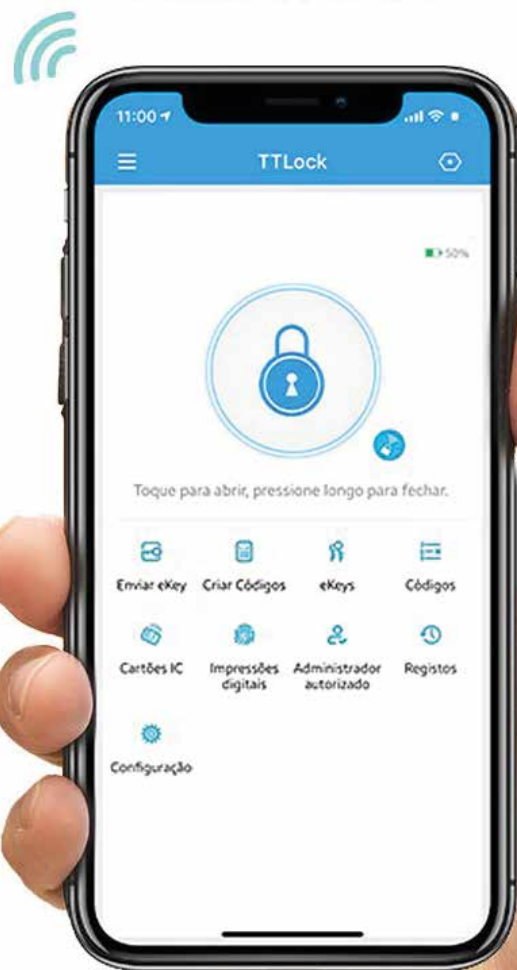 11:00
TTLock
50%
Toque para abrir, pressione longo para fechar.
Enviar eKey
Criar Códigos
eKeys
Códigos
Cartões IC
Impressões
digitais
Administrador
autorizado
Registos
Configuração